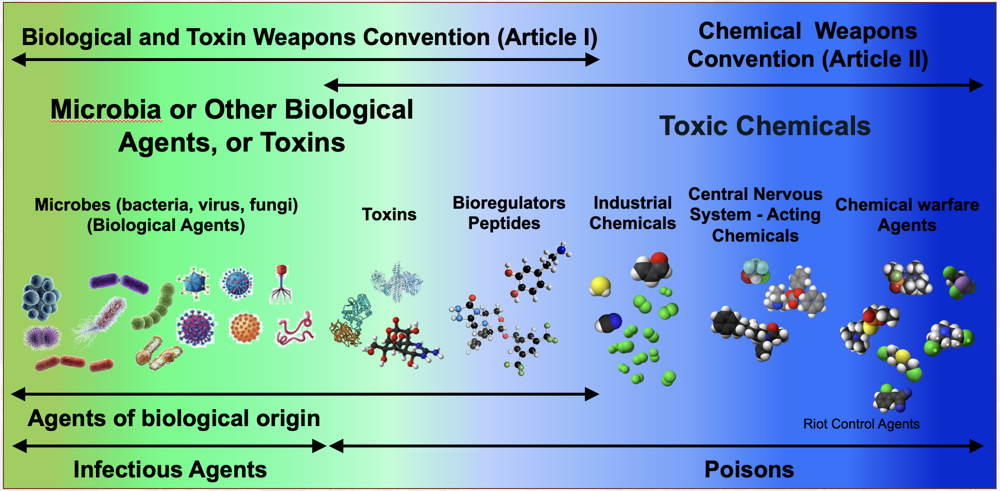 Biological and Toxin Weapons Convention (Article I)
Chemical  Weapons
Convention (Article II)
Microbia or Other Biological
Agents, or Toxins
Toxic Chemicals
Microbes (bacteria, virus, fungi)
(Biological Agents)
Toxins
Bioregulators
Peptides
Industrial
Chemicals
Central Nervous
System - Acting
Chemicals
Chemical warfare
Agents
Riot Control Agents
Agents of biological origin
Infectious Agents
Poisons